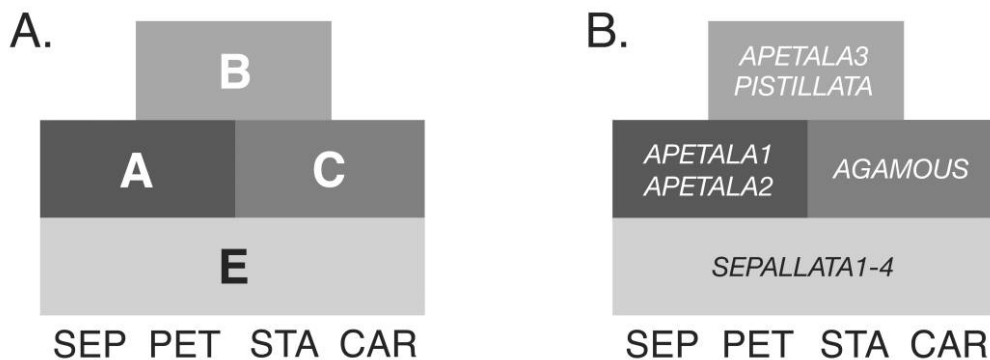 A.
B
A C
E
SEP PET STA CAR
B.
APETALA3
PISTILLATA
APETALA1
APETALA2
AGAMOUS
SEPALLATA1-4
SEP PET STA CAR